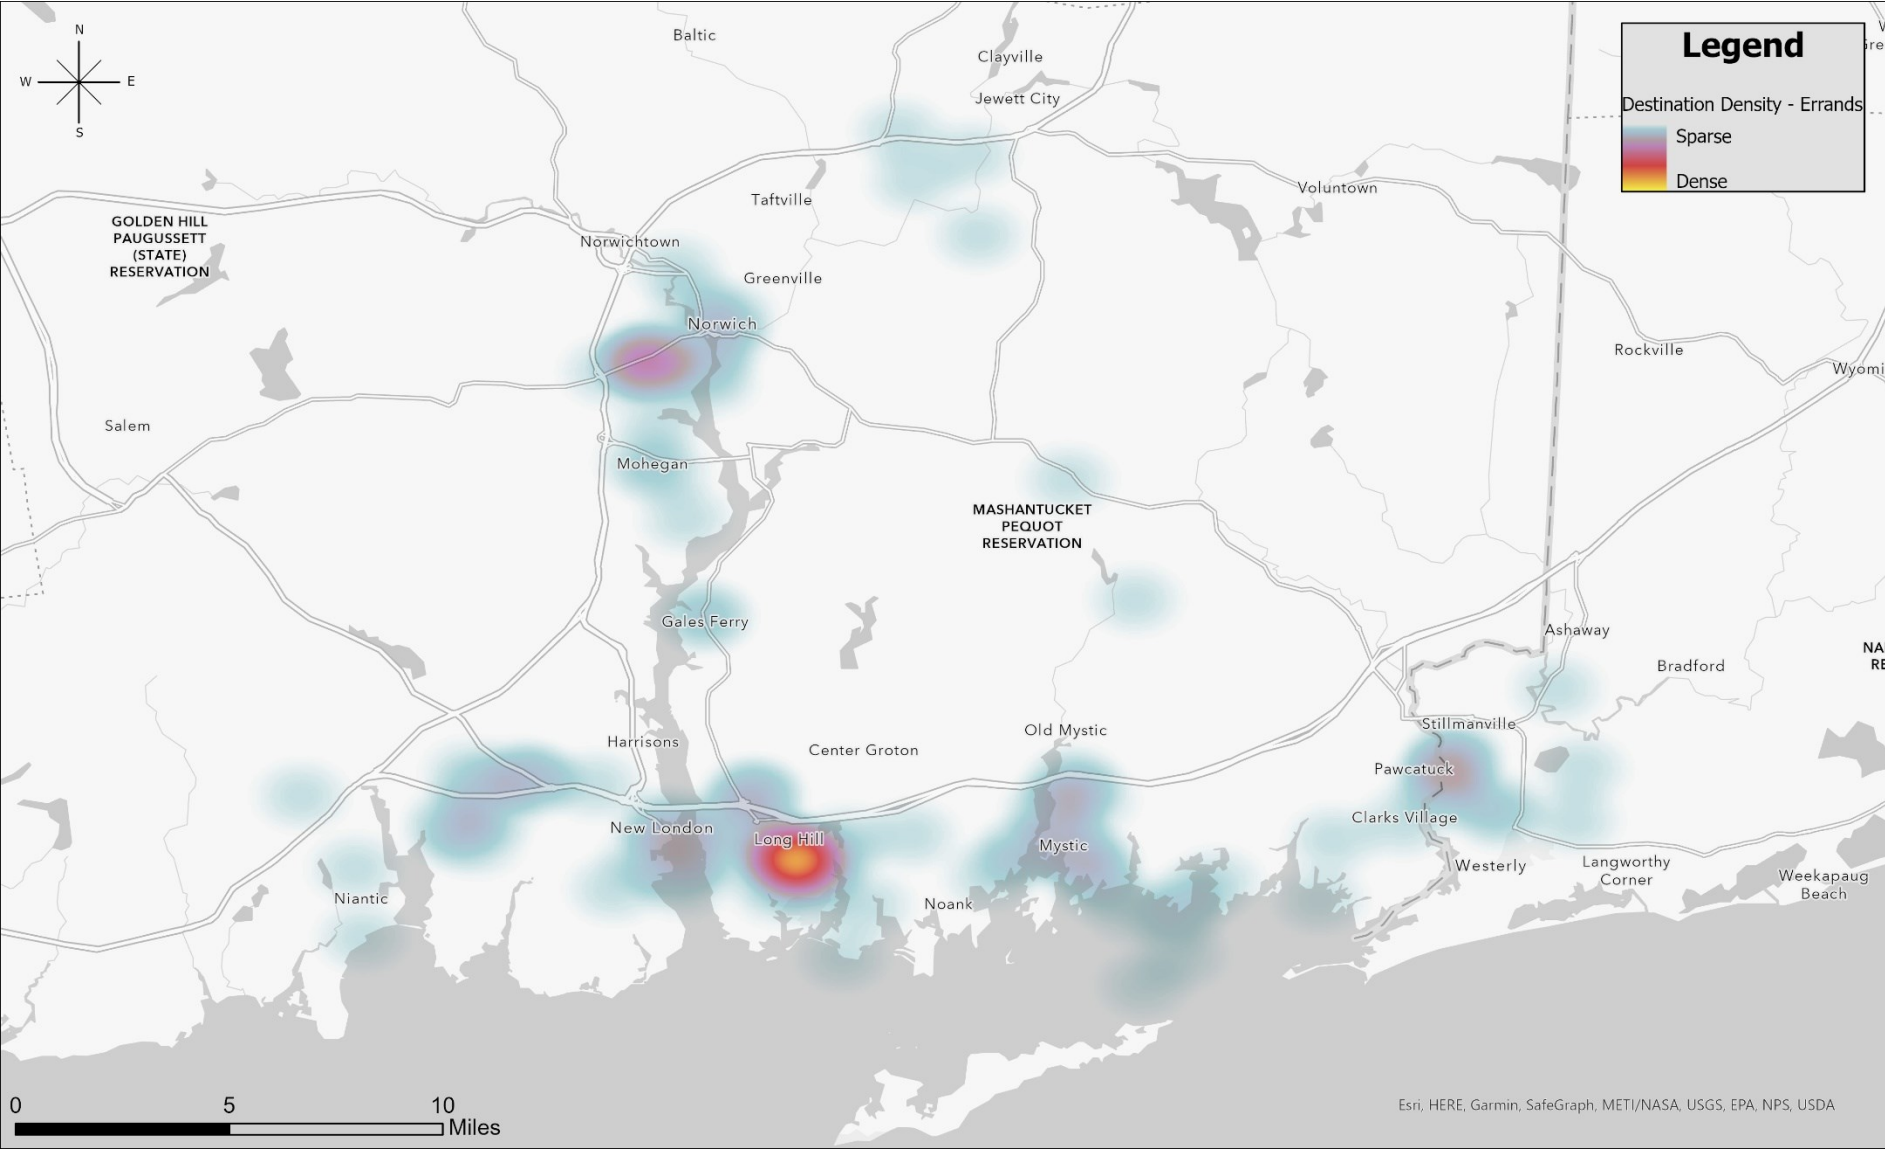 N
W
E
S
Baltic
Clayville
Jewett City
Legend
Destination Density - Errands
Sparse
Dense
Voluntown
Taftville
GOLDEN HILL
PAUGUSSETT
(STATE)
RESERVATION
Norwichtown
Greenville
Norwich
Rockville
Wyomi
Salem
Mohegan
MASHANTUCKET
PEQUOT
RESERVATION
Gales Ferry
Ashaway
Bradford
NA
RE
Stillmanville
Old Mystic
Harrisons
Center Groton
Pawcatuck
Clarks Village
New London
Long Hill
Mystic
Westerly
Langworthy
Corner
Weekapaug
Beach
Niantic
Noank
0 5 10
Miles
Esri, HERE, Garmin, SafeGraph, METI/NASA, USGS, EPA, NPS, USDA